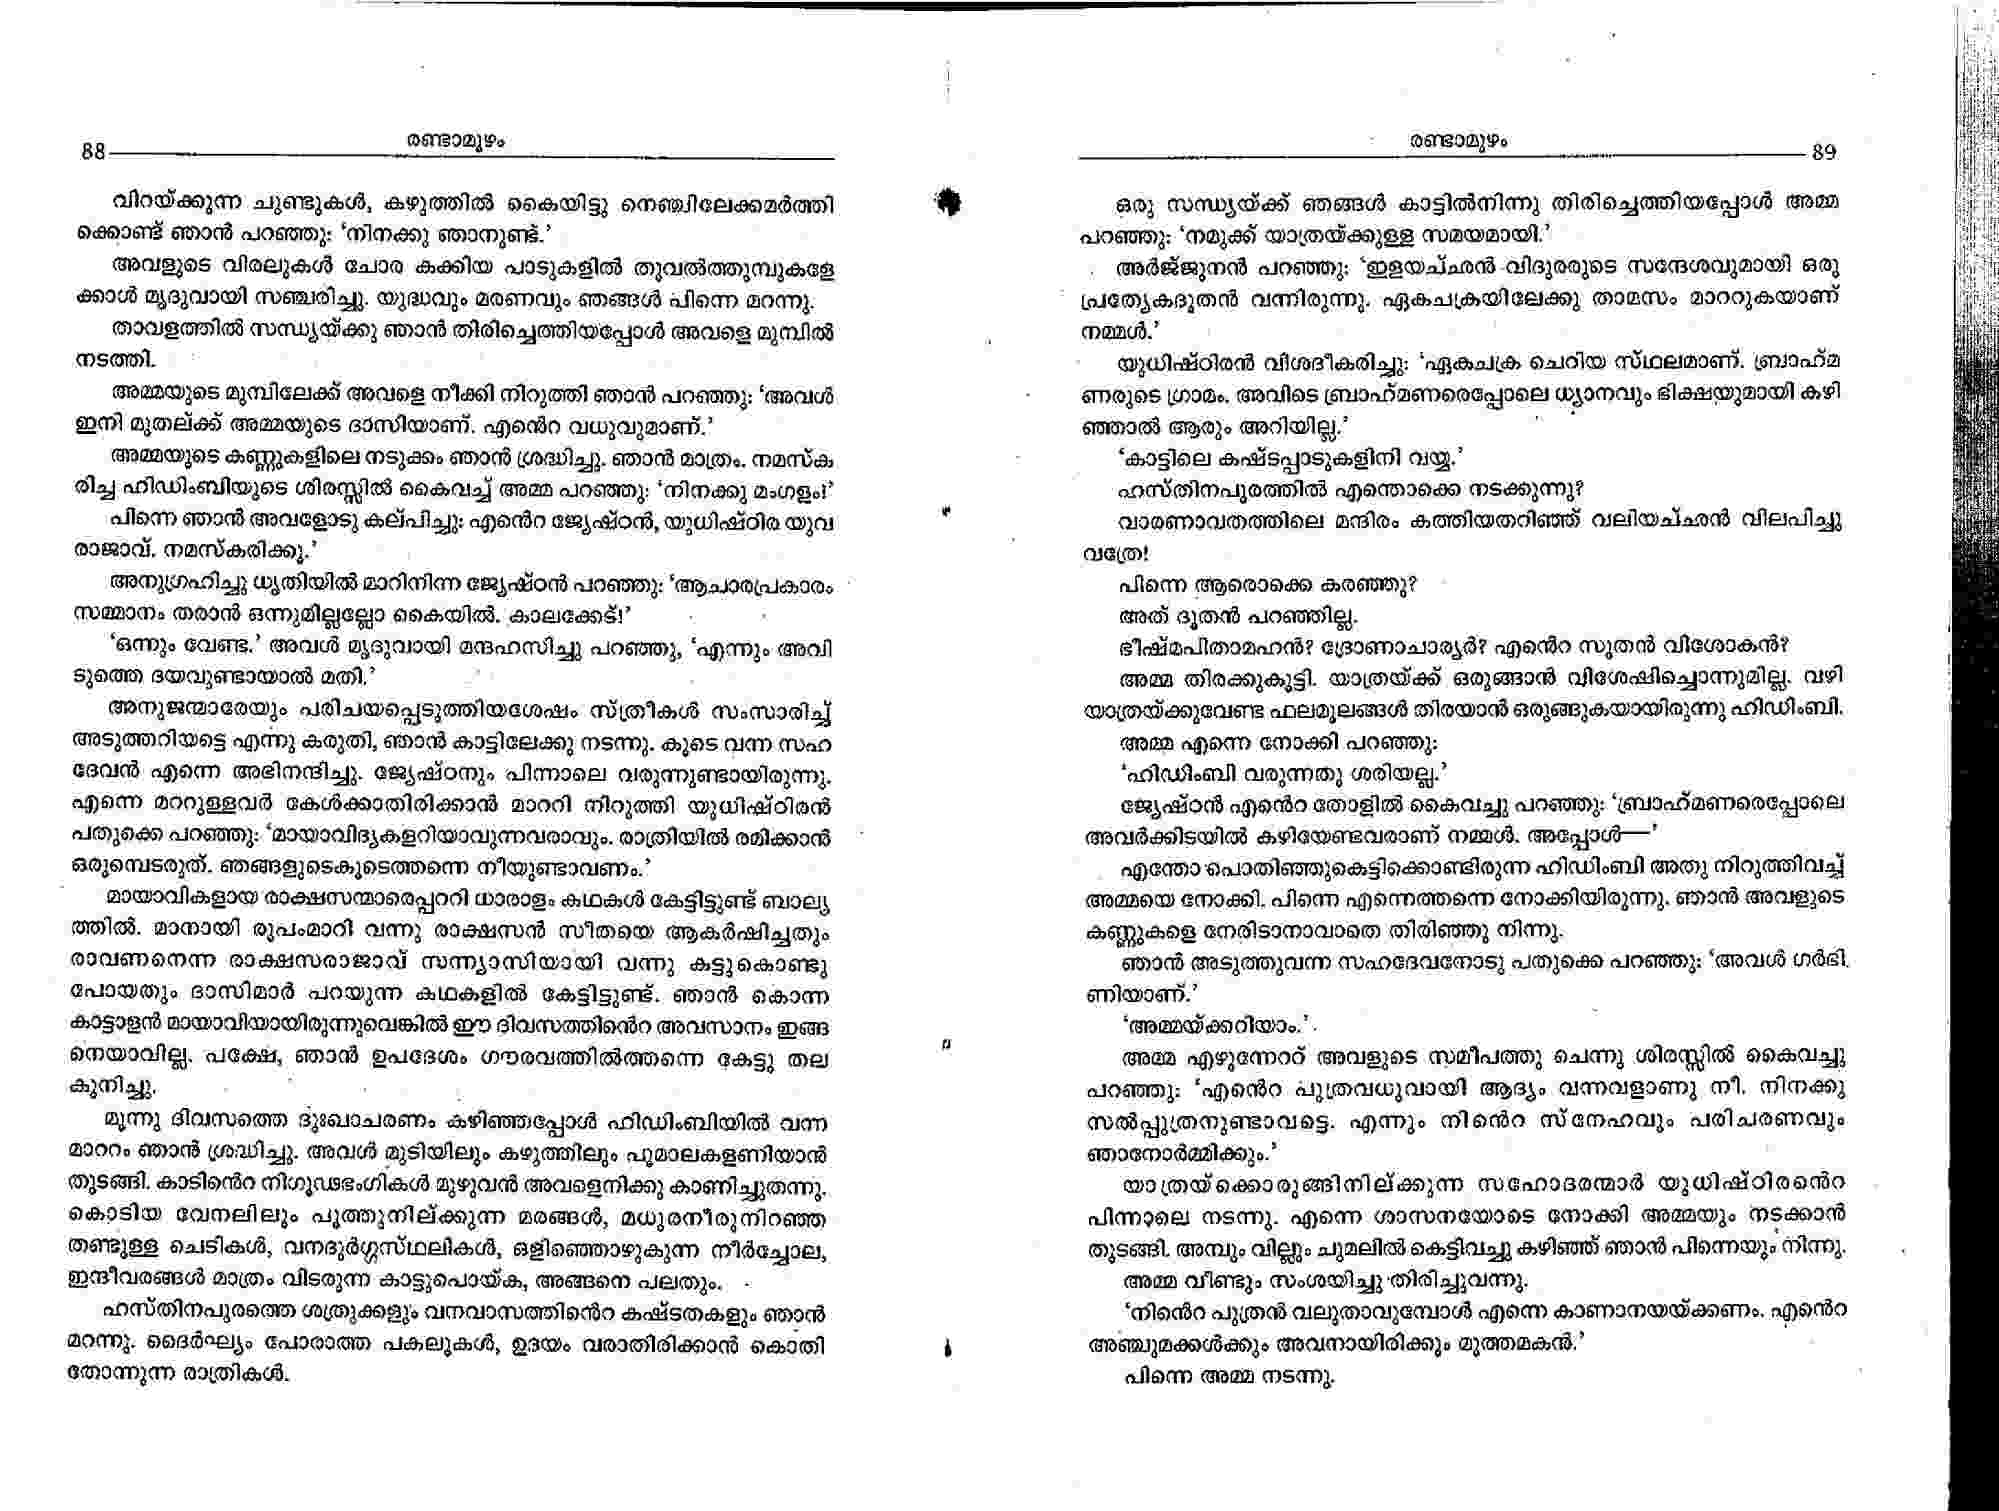 88
രണ്ടാമൂഴം
വിറയ്ക്കുന്ന ചുണ്ടുകൾ, കഴുത്തിൽ കൈയിട്ടു നെഞ്ചിലേക്കമർത്തി
ക്കൊണ്ട് ഞാൻ പറഞ്ഞു: ‘നിനക്കു ഞാനുണ്ട്.’
അവളുടെ വിരലുകൾ ചോര കക്കിയ പാടുകളിൽ തൂവൽത്തുമ്പുകളേ
ക്കാൾ മൃദുവായി സഞ്ചരിച്ചു. യുദ്ധവും മരണവും ഞങ്ങൾ പിന്നെ മറന്നു.
താവളത്തിൽ സന്ധ്യയ്ക്കു ഞാൻ തിരിച്ചെത്തിയപ്പോൾ അവളെ മുമ്പിൽ
നടത്തി.
അമ്മയുടെ മുമ്പിലേക്ക് അവളെ നീക്കി നിറുത്തി ഞാൻ പറഞ്ഞു: ‘അവൾ
ഇനി മുതല്ക്ക് അമ്മയുടെ ദാസിയാണ്. എന്റെ വധുവുമാണ്.’
അമ്മയുടെ കണ്ണുകളിലെ നടുക്കം ഞാൻ ശ്രദ്ധിച്ചു. ഞാൻ മാത്രം. നമസ്ക
രിച്ച ഹിഡിംബിയുടെ ശിരസ്സിൽ കൈവച്ച് അമ്മ പറഞ്ഞു: ‘നിനക്കു മംഗളം!’
പിന്നെ ഞാൻ അവളോടു കല്പിച്ചു: എന്റെ ജ്യേഷ്ഠൻ, യുധിഷ്ഠിര യുവ
രാജാവ്. നമസ്കരിക്കൂ.’
അനുഗ്രഹിച്ചു ധൃതിയിൽ മാറിനിന്ന ജ്യേഷ്ഠൻ പറഞ്ഞു: ‘ആചാരപ്രകാരം
സമ്മാനം തരാൻ ഒന്നുമില്ലല്ലോ കൈയിൽ. കാലക്കേട്!’
‘ഒന്നും വേണ്ട.’ അവൾ മൃദുവായി മന്ദഹസിച്ചു പറഞ്ഞു, ‘എന്നും അവി
ടുത്തെ ദയവുണ്ടായാൽ മതി.’
അനുജന്മാരേയും പരിചയപ്പെടുത്തിയശേഷം സ്ത്രീകൾ സംസാരിച്ച്
അടുത്തറിയട്ടെ എന്നു കരുതി, ഞാൻ കാട്ടിലേക്കു നടന്നു. കൂടെ വന്ന സഹ
ദേവൻ എന്നെ അഭിനന്ദിച്ചു. ജ്യേഷ്ഠനും പിന്നാലെ വരുന്നുണ്ടായിരുന്നു.
എന്നെ മററുള്ളവർ കേൾക്കാതിരിക്കാൻ മാററി നിറുത്തി യുധിഷ്ഠിരൻ
പതുക്കെ പറഞ്ഞു: ‘മായാവിദ്യകളറിയാവുന്നവരാവും. രാത്രിയിൽ രമിക്കാൻ
ഒരുമ്പെടരുത്. ഞങ്ങളുടെകൂടെത്തന്നെ നീയുണ്ടാവണം.’
മായാവികളായ രാക്ഷസന്മാരെപ്പററി ധാരാളം കഥകൾ കേട്ടിട്ടുണ്ട് ബാല്യ
ത്തിൽ. മാനായി രൂപംമാറി വന്നു രാക്ഷസൻ സീതയെ ആകർഷിച്ചതും
രാവണനെന്ന രാക്ഷസരാജാവ് സന്ന്യാസിയായി വന്നു കട്ടുകൊണ്ടു
പോയതും ദാസിമാർ പറയുന്ന കഥകളിൽ കേട്ടിട്ടുണ്ട്. ഞാൻ കൊന്ന
കാട്ടാളൻ മായാവിയായിരുന്നുവെങ്കിൽ ഈ ദിവസത്തിന്റെ അവസാനം ഇങ്ങ
നെയാവില്ല. പക്ഷേ, ഞാൻ ഉപദേശം ഗൗരവത്തിൽത്തന്നെ കേട്ടു തല
കുനിച്ചു.
മൂന്നു ദിവസത്തെ ദുഃഖാചരണം കഴിഞ്ഞപ്പോൾ ഹിഡിംബിയിൽ വന്ന
മാററം ഞാൻ ശ്രദ്ധിച്ചു. അവൾ മുടിയിലും കഴുത്തിലും പൂമാലകളണിയാൻ
തുടങ്ങി. കാടിന്റെ നിഗൂഢഭംഗികൾ മുഴുവൻ അവളെനിക്കു കാണിച്ചുതന്നു.
കൊടിയ വേനലിലും പൂത്തുനില്ക്കുന്ന മരങ്ങൾ, മധുരനീരുനിറഞ്ഞ
തണ്ടുള്ള ചെടികൾ, വനദുർഗ്ഗസ്ഥലികൾ, ഒളിഞ്ഞൊഴുകുന്ന നീർച്ചോല,
ഇന്ദീവരങ്ങൾ മാത്രം വിടരുന്ന കാട്ടുപൊയ്ക, അങ്ങനെ പലതും.
ഹസ്തിനപുരത്തെ ശത്രുക്കളും വനവാസത്തിന്റെ കഷ്ടതകളും ഞാൻ
മറന്നു. ദൈർഘ്യം പോരാത്ത പകലുകൾ, ഉദയം വരാതിരിക്കാൻ കൊതി
തോന്നുന്ന രാത്രികൾ.
രണ്ടാമൂഴം
89
ഒരു സന്ധ്യയ്ക്ക് ഞങ്ങൾ കാട്ടിൽനിന്നു തിരിച്ചെത്തിയപ്പോൾ അമ്മ
പറഞ്ഞു: ‘നമുക്ക് യാത്രയ്ക്കുള്ള സമയമായി.’
അർജ്ജുനൻ പറഞ്ഞു: ‘ഇളയച്ഛൻ വിദുരരുടെ സന്ദേശവുമായി ഒരു
പ്രത്യേകദൂതൻ വന്നിരുന്നു. ഏകചക്രയിലേക്കു താമസം മാററുകയാണ്
നമ്മൾ.’
യുധിഷ്ഠിരൻ വിശദീകരിച്ചു: ‘ഏകചക്ര ചെറിയ സ്ഥലമാണ്. ബ്രാഹ്മ
ണരുടെ ഗ്രാമം. അവിടെ ബ്രാഹ്മണരെപ്പോലെ ധ്യാനവും ഭിക്ഷയുമായി കഴി
ഞ്ഞാൽ ആരും അറിയില്ല.’
‘കാട്ടിലെ കഷ്ടപ്പാടുകളിനി വയ്യ.’
ഹസ്തിനപുരത്തിൽ എന്തൊക്കെ നടക്കുന്നു?
വാരണാവതത്തിലെ മന്ദിരം കത്തിയതറിഞ്ഞ് വലിയച്ഛൻ വിലപിച്ചു
വത്രേ!
പിന്നെ ആരൊക്കെ കരഞ്ഞു?
അത് ദൂതൻ പറഞ്ഞില്ല.
ഭീഷ്മപിതാമഹൻ? ദ്രോണാചാര്യർ? എന്റെ സൂതൻ വിശോകൻ?
അമ്മ തിരക്കുകൂട്ടി. യാത്രയ്ക്ക് ഒരുങ്ങാൻ വിശേഷിച്ചൊന്നുമില്ല. വഴി
യാത്രയ്ക്കുവേണ്ട ഫലമൂലങ്ങൾ തിരയാൻ ഒരുങ്ങുകയായിരുന്നു ഹിഡിംബി.
അമ്മ എന്നെ നോക്കി പറഞ്ഞു:
‘ഹിഡിംബി വരുന്നതു ശരിയല്ല.’
ജ്യേഷ്ഠൻ എന്റെ തോളിൽ കൈവച്ചു പറഞ്ഞു: ‘ബ്രാഹ്മണരെപ്പോലെ
അവർക്കിടയിൽ കഴിയേണ്ടവരാണ് നമ്മൾ. അപ്പോൾ—’
എന്തോ പൊതിഞ്ഞുകെട്ടിക്കൊണ്ടിരുന്ന ഹിഡിംബി അതു നിറുത്തിവച്ച്
അമ്മയെ നോക്കി. പിന്നെ എന്നെത്തന്നെ നോക്കിയിരുന്നു. ഞാൻ അവളുടെ
കണ്ണുകളെ നേരിടാനാവാതെ തിരിഞ്ഞു നിന്നു.
ഞാൻ അടുത്തുവന്ന സഹദേവനോടു പതുക്കെ പറഞ്ഞു: ‘അവൾ ഗർഭി
ണിയാണ്.’
‘അമ്മയ്ക്കറിയാം.’
അമ്മ എഴുന്നേററ് അവളുടെ സമീപത്തു ചെന്നു ശിരസ്സിൽ കൈവച്ചു
പറഞ്ഞു: ‘എന്റെ പുത്രവധുവായി ആദ്യം വന്നവളാണു നീ. നിനക്കു
സൽപ്പുത്രനുണ്ടാവട്ടെ. എന്നും നിന്റെ സ്നേഹവും പരിചരണവും
ഞാനോർമ്മിക്കും.’
യാത്രയ്ക്കൊരുങ്ങിനില്ക്കുന്ന സഹോദരന്മാർ യുധിഷ്ഠിരന്റെ
പിന്നാലെ നടന്നു. എന്നെ ശാസനയോടെ നോക്കി അമ്മയും നടക്കാൻ
തുടങ്ങി. അമ്പും വില്ലും ചുമലിൽ കെട്ടിവച്ചു കഴിഞ്ഞ് ഞാൻ പിന്നെയും നിന്നു.
അമ്മ വീണ്ടും സംശയിച്ചു തിരിച്ചുവന്നു.
‘നിന്റെ പുത്രൻ വലുതാവുമ്പോൾ എന്നെ കാണാനയയ്ക്കണം. എന്റെ
അഞ്ചുമക്കൾക്കും അവനായിരിക്കും മൂത്തമകൻ.’
പിന്നെ അമ്മ നടന്നു.